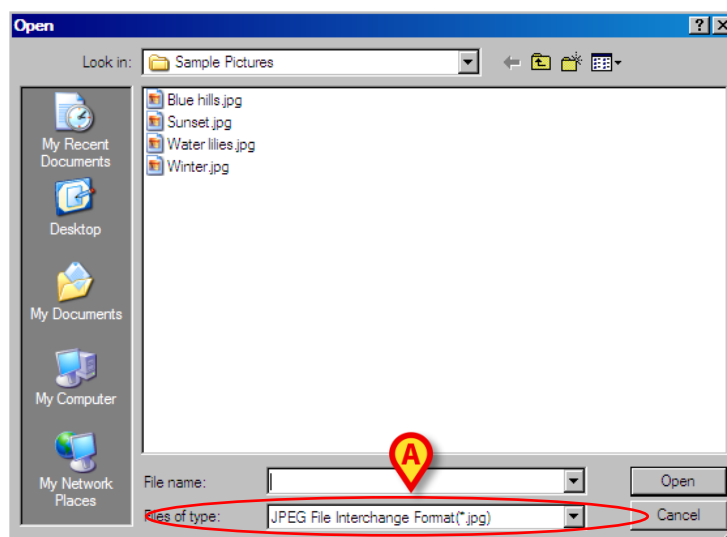 Open
Look in:
Sample Pictures
Blue hills.jpg
Sunset.jpg
Water lilies.jpg
Winter.jpg
My Recent
Documents
Desktop
My Documents
My Computer
My Network
Places
A
File name:
Open
Files of type:
JPEG File Interchange Format(*.jpg)
Cancel